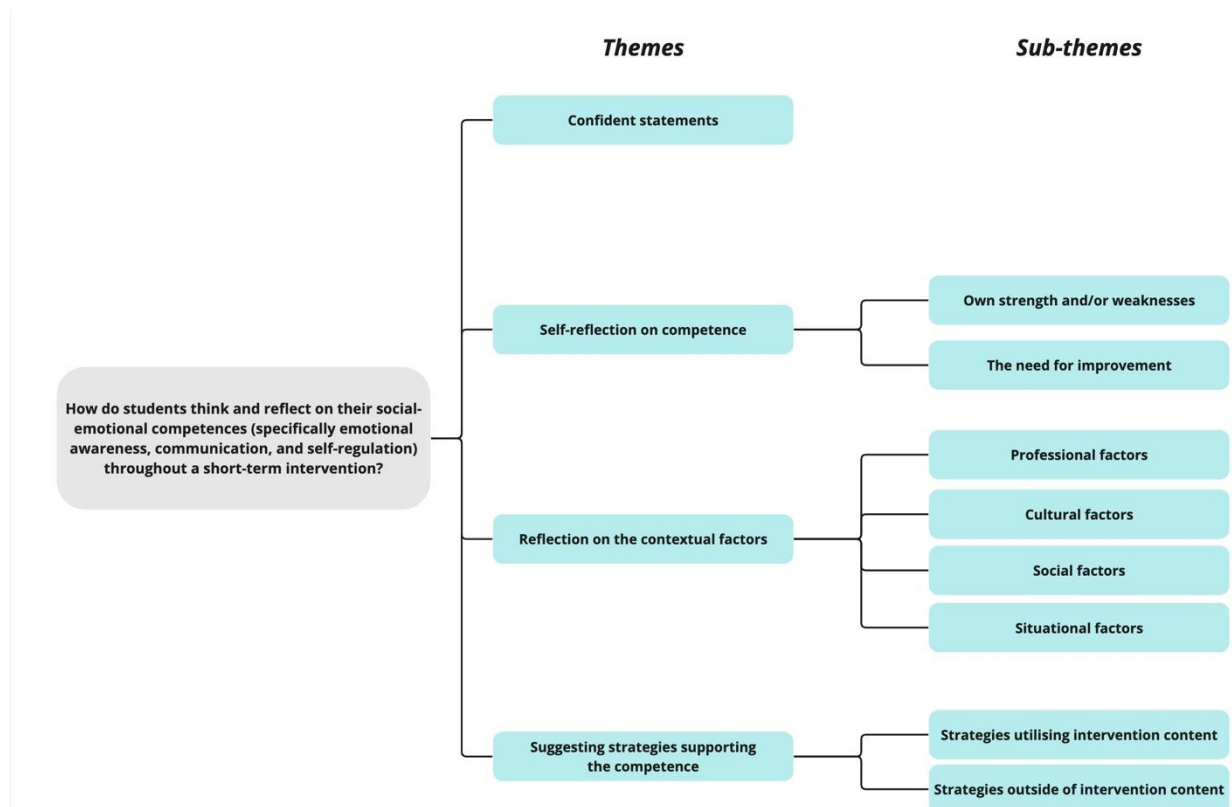 Themes
Sub-themes
Confident statements
Self-reflection on competence
Own strength and/or weaknesses
The need for improvement
How do students think and reflect on their social-
emotional competences (specifically emotional
awareness, communication, and self-regulation)
throughout a short-term intervention?
Reflection on the contextual factors
Professional factors
Cultural factors
Social factors
Situational factors
Suggesting strategies supporting
the competence
Strategies utilising intervention content
Strategies outside of intervention content